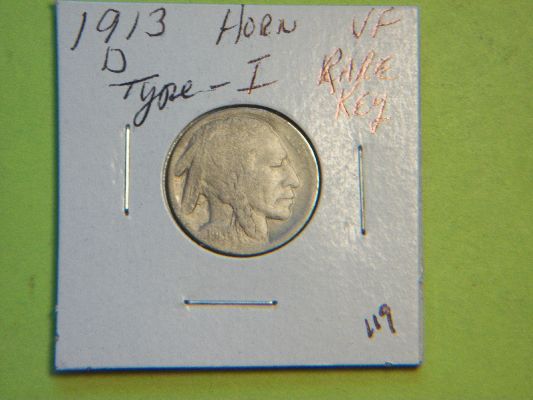 1913 HORN VF
D
Type-I RARE
Key
119